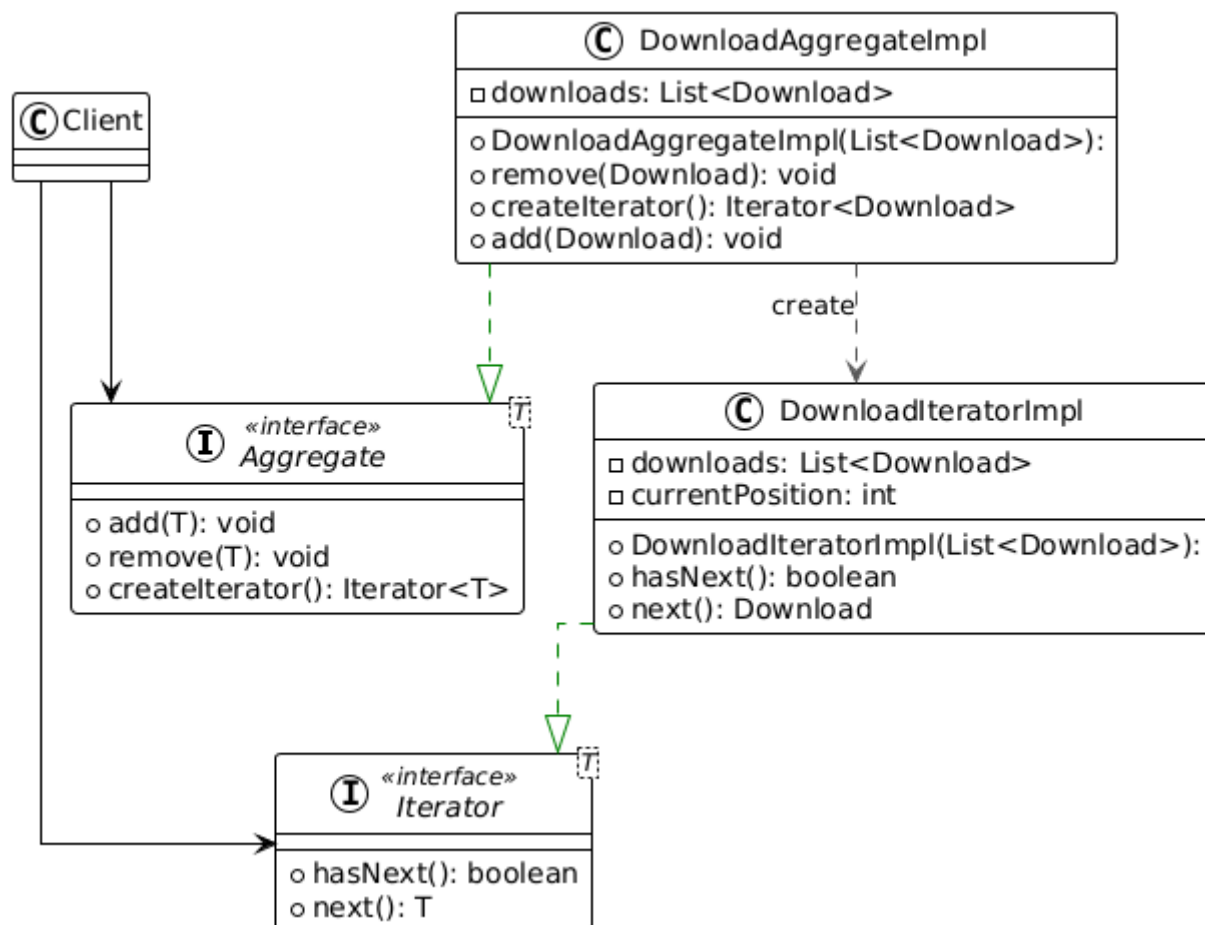 C DownloadAggregateImpl
downloads: List<Download>
DownloadAggregateImpl(List<Download>):
remove(Download): void
createIterator(): Iterator<Download>
add(Download): void
C Client
create
T
I «interface»
Aggregate
add(T): void
remove(T): void
createIterator(): Iterator<T>
C DownloadIteratorImpl
downloads: List<Download>
currentPosition: int
DownloadIteratorImpl(List<Download>):
hasNext(): boolean
next(): Download
T
I «interface»
Iterator
hasNext(): boolean
next(): T